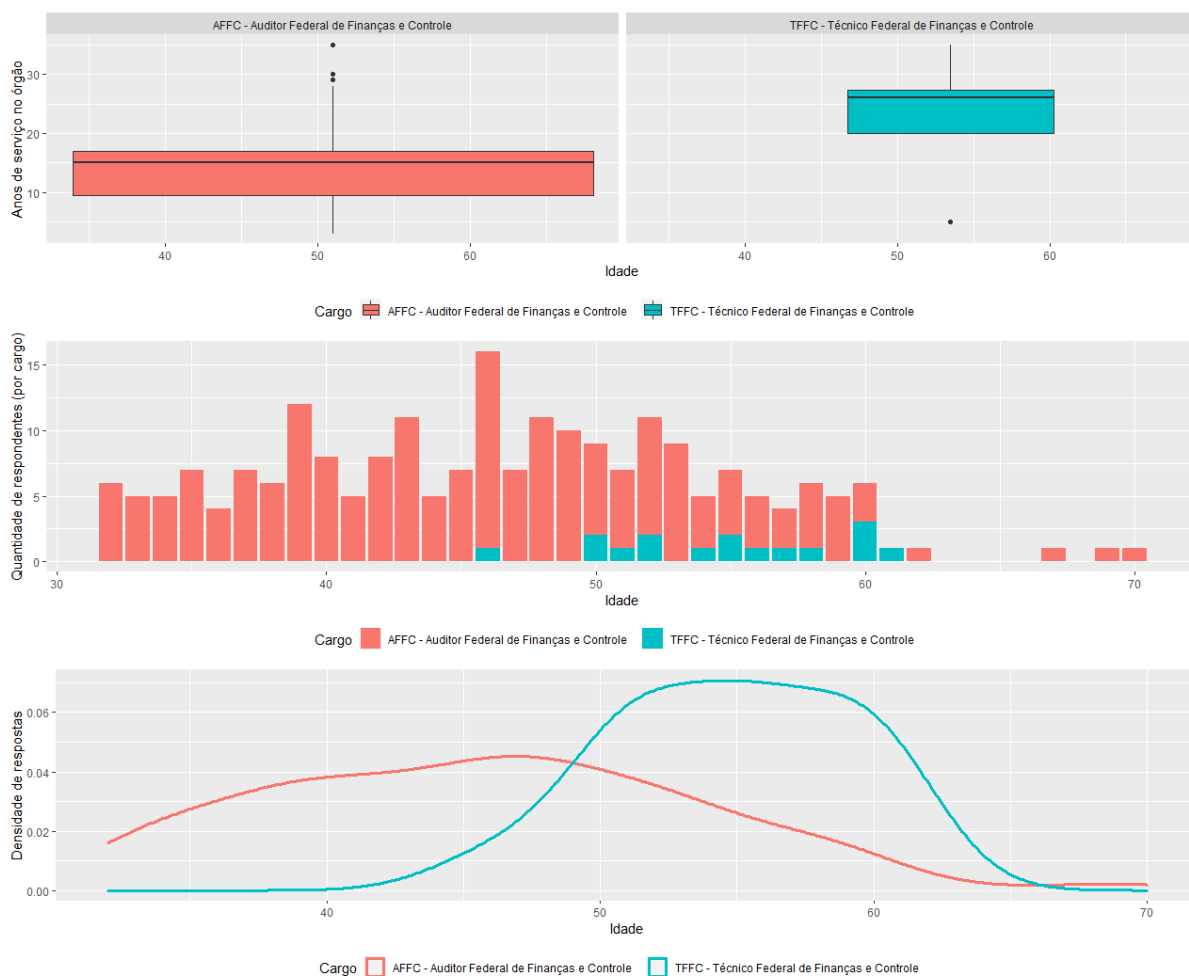 AFFC - Auditor Federal de Finanças e Controle
TFFC - Técnico Federal de Finanças e Controle
Anos de serviço no órgão
30
20
10
40
50
60
40
50
60
Idade
Cargo
AFFC - Auditor Federal de Finanças e Controle
TFFC - Técnico Federal de Finanças e Controle
Quantidade de respondentes (por cargo)
15
10
5
0
30
40
50
60
70
Idade
Cargo
AFFC - Auditor Federal de Finanças e Controle
TFFC - Técnico Federal de Finanças e Controle
Densidade de respostas
0.06
0.04
0.02
0.00
40
50
60
70
Idade
Cargo
AFFC - Auditor Federal de Finanças e Controle
TFFC - Técnico Federal de Finanças e Controle